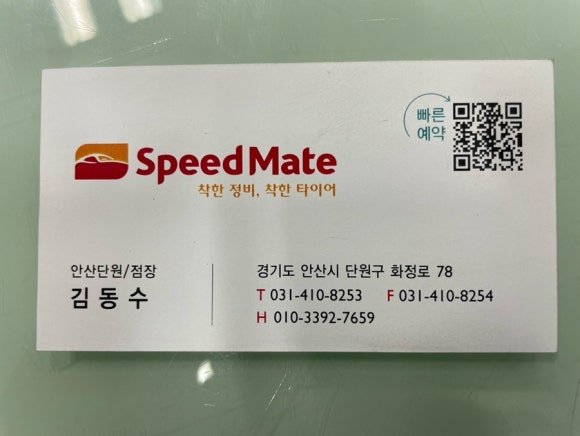 빠른
예약
SpeedMate
착한 정비, 착한 타이어
안산단원/점장
김동수
경기도 안산시 단원구 화정로 78
T 031-410-8253 F 031-410-8254
H 010-3392-7659